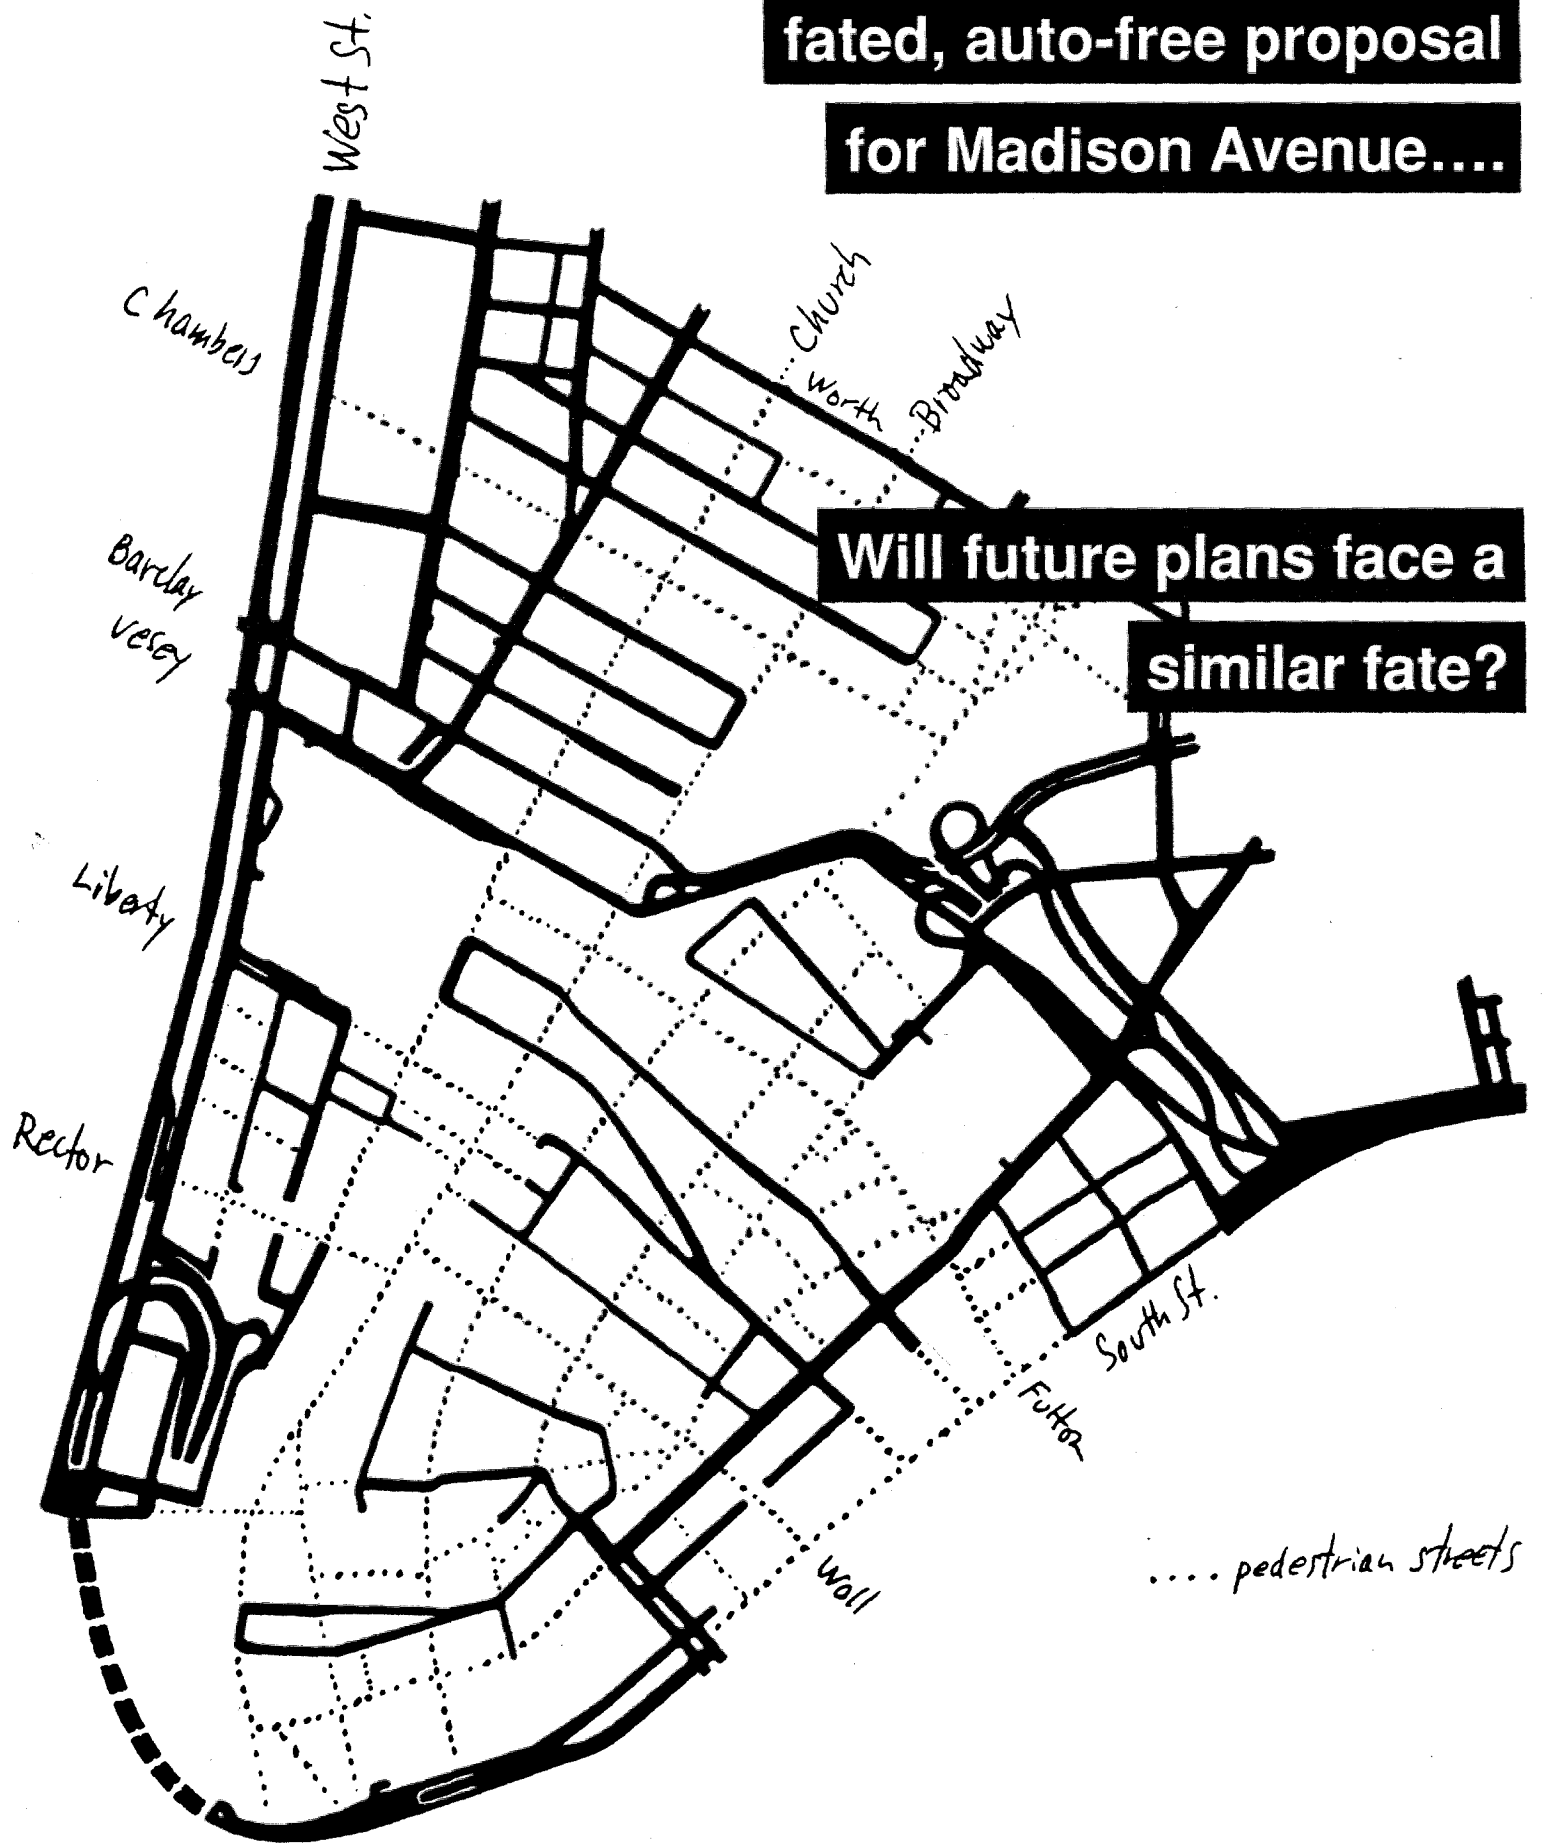 fated, auto-free proposal
for Madison Avenue....
West St.
Chambers
Church
Worth
Broadway
Will future plans face a
similar fate?
Barclay
Vesey
Liberty
Rector
South St.
Fulton
Wall
.... pedestrian streets